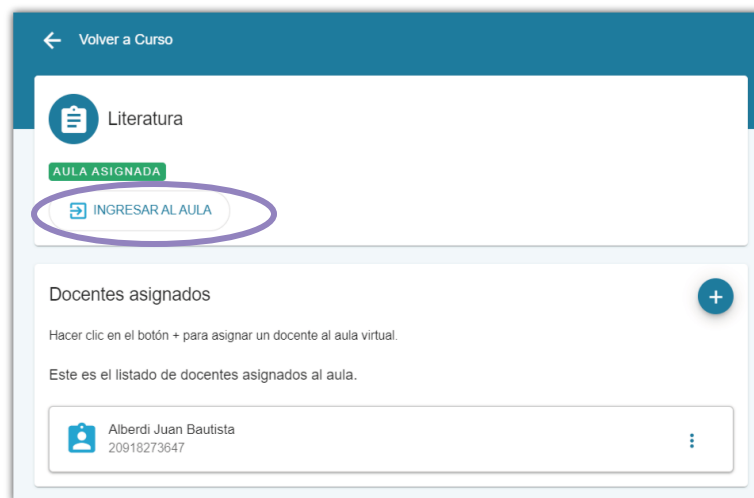 Volver a Curso
Literatura
AULA ASIGNADA
INGRESAR AL AULA
Docentes asignados
Hacer clic en el botón + para asignar un docente al aula virtual.
Este es el listado de docentes asignados al aula.
Alberdi Juan Bautista
20918273647